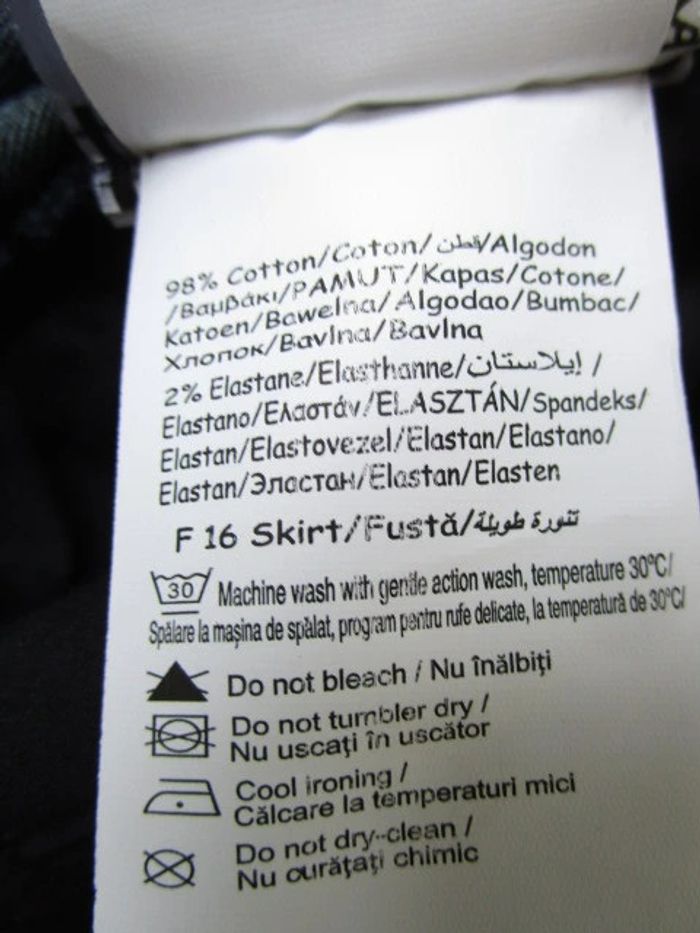 98% Cotton/Coton/قطن/Algodon
/Βαμβάκι/PAMUT/Kapas/Cotone/
Katoen/Bawelna/Algodao/Bumbac/
Хлопок/Bavlna/Bavlna
2% Elastane/Elasthanne/إيلاستان /
Elastano/Ελαστάν/ELASZTÁN/Spandeks/
Elastan/Elastovezel/Elastan/Elastano/
Elastan/Эластан/Elastan/Elasten
F 16 Skirt/Fustă/تنورة طويلة
30 Machine wash with gentle action wash, temperature 30°C/
Spălare la mașina de spălat, program pentru rufe delicate, la temperatură de 30°C/
Do not bleach / Nu înălbiți
Do not tumbler dry /
Nu uscați în uscător
Cool ironing /
Călcare la temperaturi mici
Do not dry-clean /
Nu curățați chimic